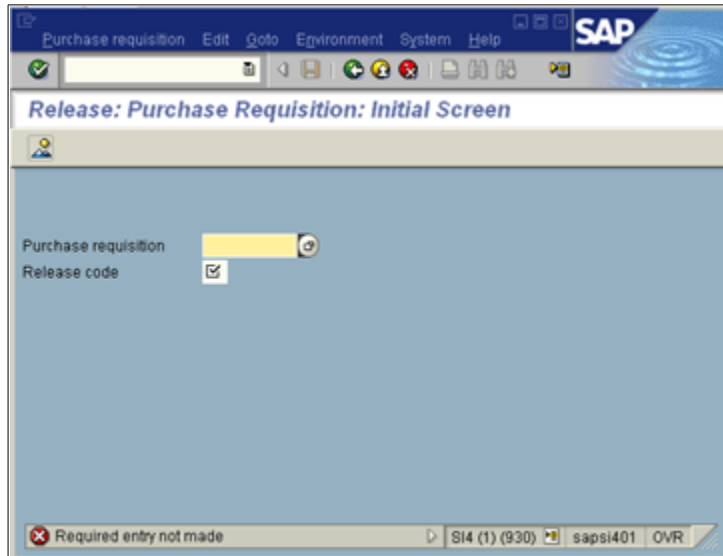 Purchase requisition Edit Goto Environment System Help
SAP
Release: Purchase Requisition: Initial Screen
Purchase requisition
Release code
Required entry not made
SI4 (1) (930) sapsi401 OVR